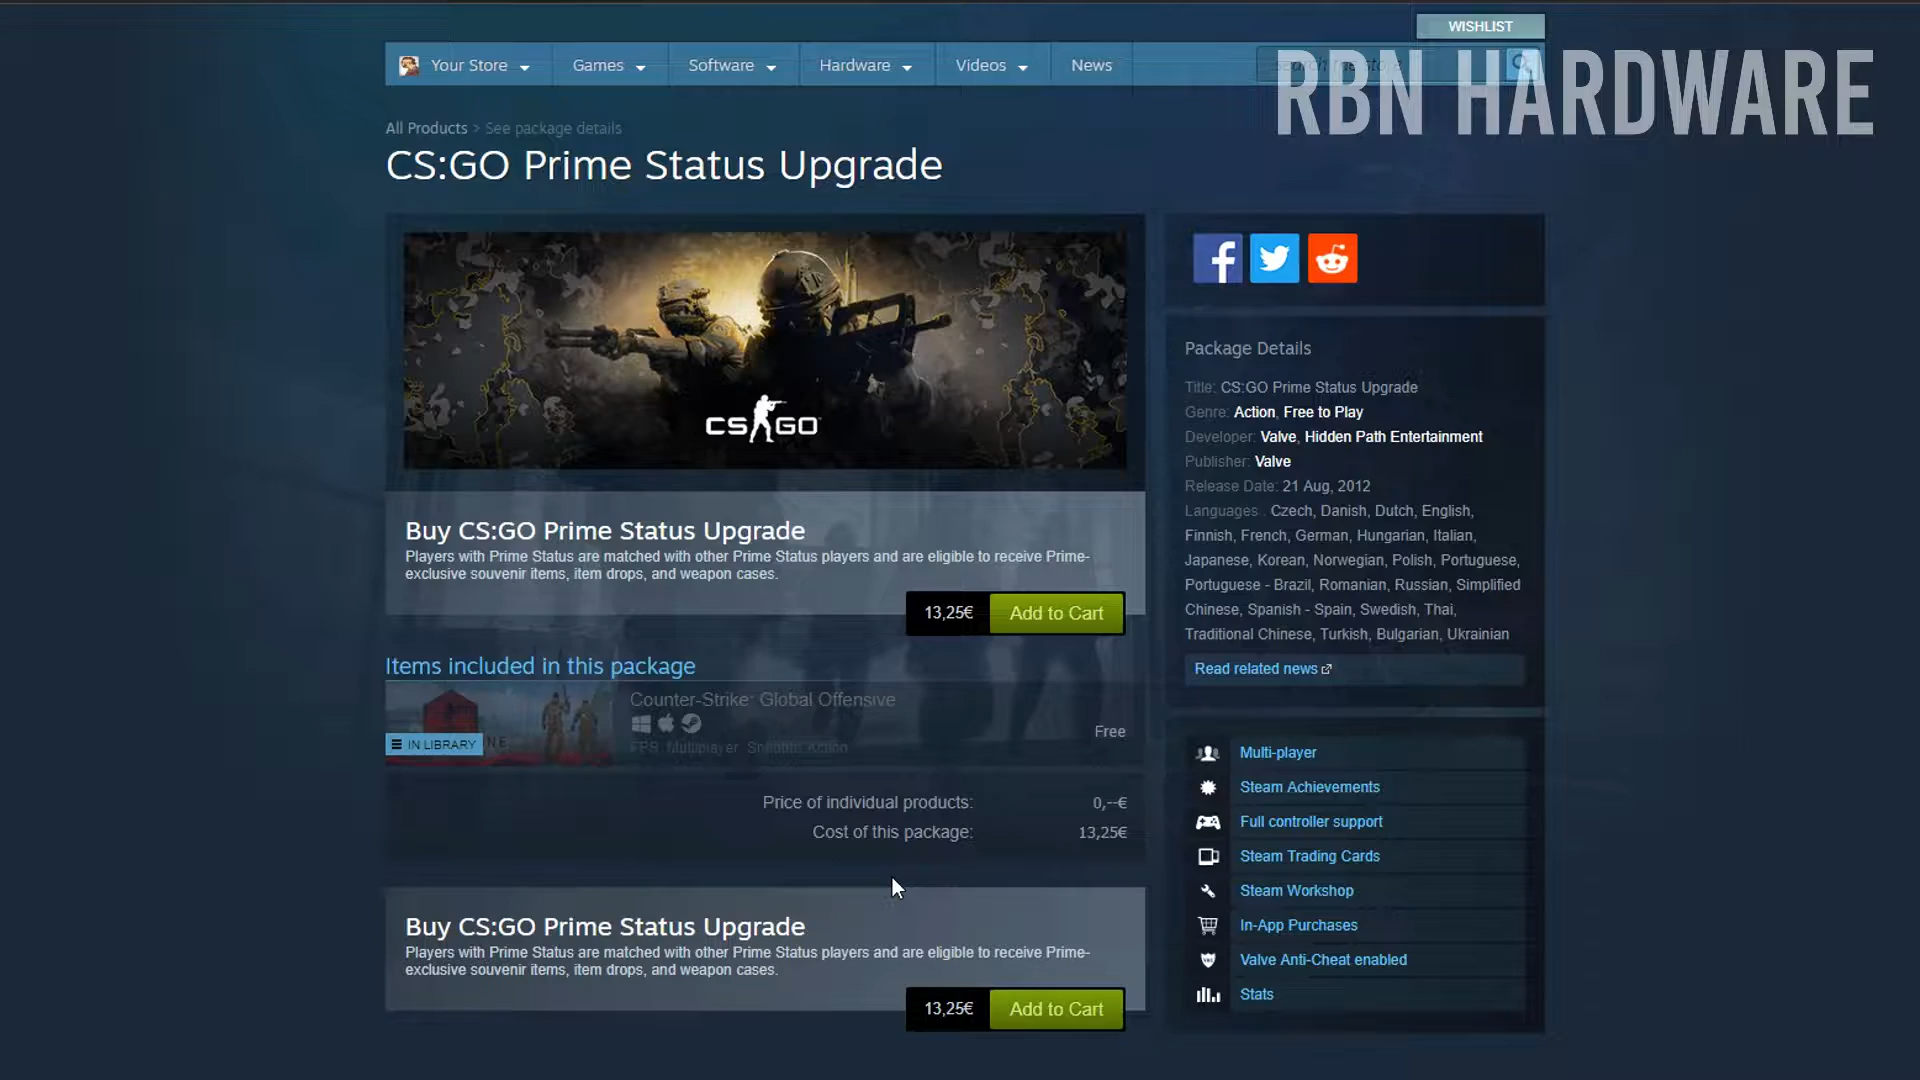 WISHLIST
Your Store
Games
Software
Hardware
Videos
News
search the store
RBN HARDWARE
All Products > See package details
CS:GO Prime Status Upgrade
CS GO
Buy CS:GO Prime Status Upgrade
Players with Prime Status are matched with other Prime Status players and are eligible to receive Prime-
exclusive souvenir items, item drops, and weapon cases.
13,25€
Add to Cart
Items included in this package
Counter-Strike: Global Offensive
IN LIBRARY
FPS, Multiplayer, Shooter, Action
Free
Price of individual products: 0,--€
Cost of this package: 13,25€
Buy CS:GO Prime Status Upgrade
Players with Prime Status are matched with other Prime Status players and are eligible to receive Prime-
exclusive souvenir items, item drops, and weapon cases.
13,25€
Add to Cart
Package Details
Title: CS:GO Prime Status Upgrade
Genre: Action, Free to Play
Developer: Valve, Hidden Path Entertainment
Publisher: Valve
Release Date: 21 Aug, 2012
Languages: Czech, Danish, Dutch, English,
Finnish, French, German, Hungarian, Italian,
Japanese, Korean, Norwegian, Polish, Portuguese,
Portuguese - Brazil, Romanian, Russian, Simplified
Chinese, Spanish - Spain, Swedish, Thai,
Traditional Chinese, Turkish, Bulgarian, Ukrainian
Read related news
Multi-player
Steam Achievements
Full controller support
Steam Trading Cards
Steam Workshop
In-App Purchases
Valve Anti-Cheat enabled
Stats